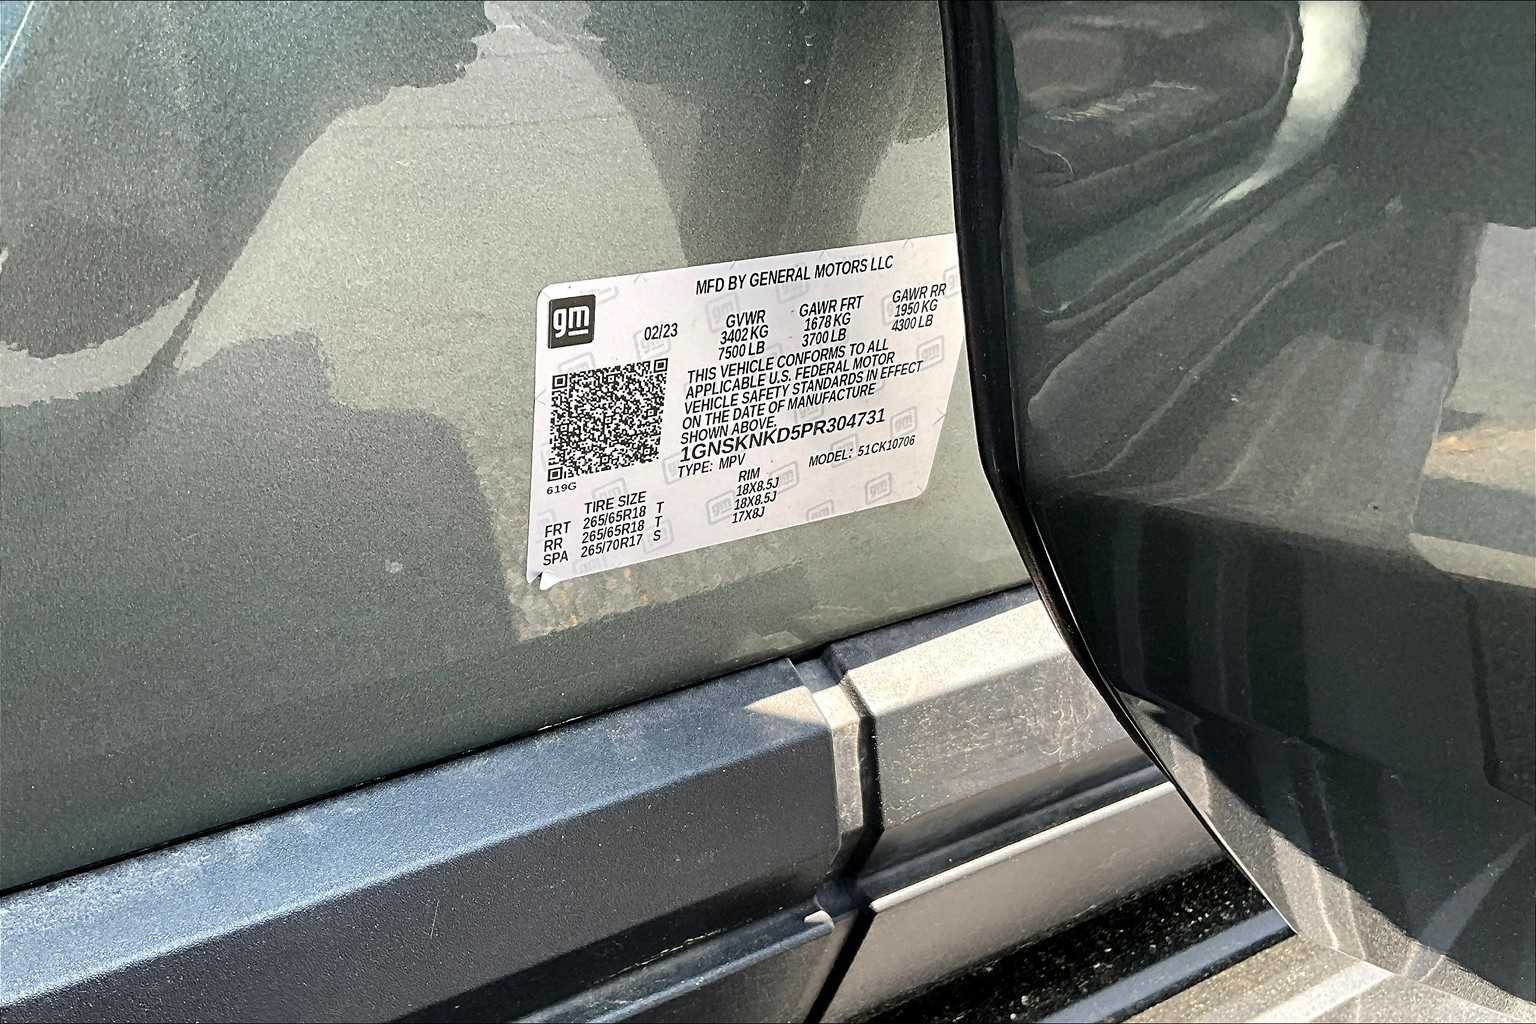 MFD BY GENERAL MOTORS LLC
gm
02/23
GVWR
3402 KG
7500 LB
GAWR FRT
1678 KG
3700 LB
GAWR RR
1950 KG
4300 LB
THIS VEHICLE CONFORMS TO ALL
APPLICABLE U.S. FEDERAL MOTOR
VEHICLE SAFETY STANDARDS IN EFFECT
ON THE DATE OF MANUFACTURE
SHOWN ABOVE.
1GNSKNKD5PR304731
TYPE: MPV MODEL: 51CK10706
619G
TIRE SIZE RIM
FRT 265/65R18 T 18X8.5J
RR 265/65R18 T 18X8.5J
SPA 265/70R17 S 17X8J